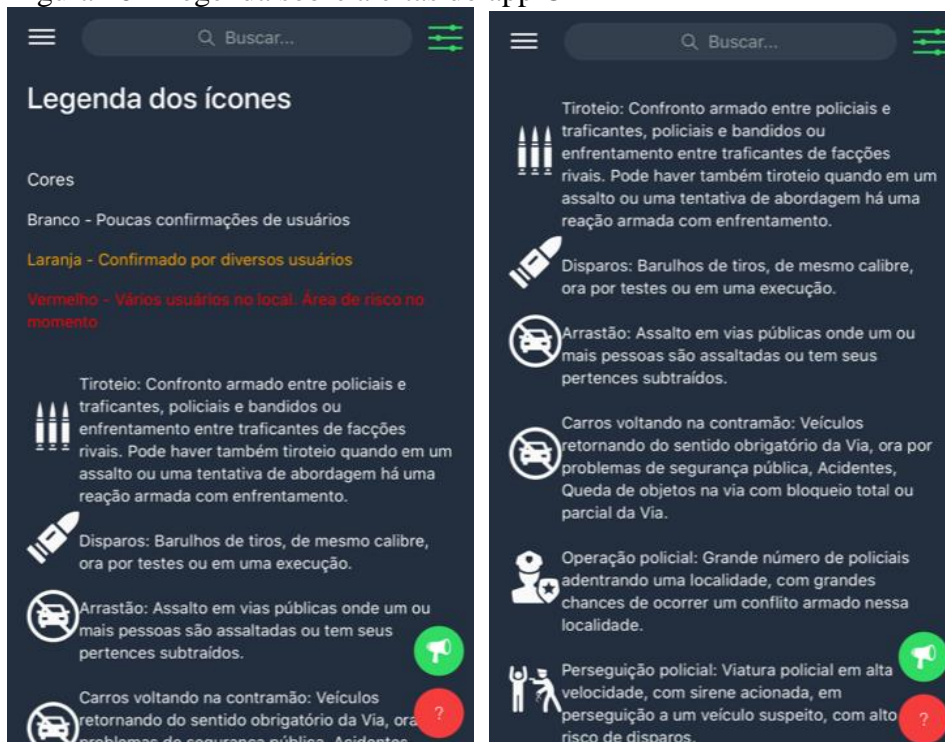 Buscar...
Legenda dos ícones
Cores
Branco - Poucas confirmações de usuários
Laranja - Confirmado por diversos usuários
Vermelho - Vários usuários no local. Área de risco no
momento
Tiroteio: Confronto armado entre policiais e
traficantes, policiais e bandidos ou
enfrentamento entre traficantes de facções
rivais. Pode haver também tiroteio quando em um
assalto ou uma tentativa de abordagem há uma
reação armada com enfrentamento.
Disparos: Barulhos de tiros, de mesmo calibre,
ora por testes ou em uma execução.
Arrastão: Assalto em vias públicas onde um ou
mais pessoas são assaltadas ou tem seus
pertences subtraídos.
Carros voltando na contramão: Veículos
retornando do sentido obrigatório da Via, ora
?
Buscar...
Tiroteio: Confronto armado entre policiais e
traficantes, policiais e bandidos ou
enfrentamento entre traficantes de facções
rivais. Pode haver também tiroteio quando em um
assalto ou uma tentativa de abordagem há uma
reação armada com enfrentamento.
Disparos: Barulhos de tiros, de mesmo calibre,
ora por testes ou em uma execução.
Arrastão: Assalto em vias públicas onde um ou
mais pessoas são assaltadas ou tem seus
pertences subtraídos.
Carros voltando na contramão: Veículos
retornando do sentido obrigatório da Via, ora por
problemas de segurança pública, Acidentes,
Queda de objetos na via com bloqueio total ou
parcial da Via.
Operação policial: Grande número de policiais
adentrando uma localidade, com grandes
chances de ocorrer um conflito armado nessa
localidade.
Perseguição policial: Viatura policial em alta
velocidade, com sirene acionada, em
perseguição a um veículo suspeito, com alto
risco de disparos.
?